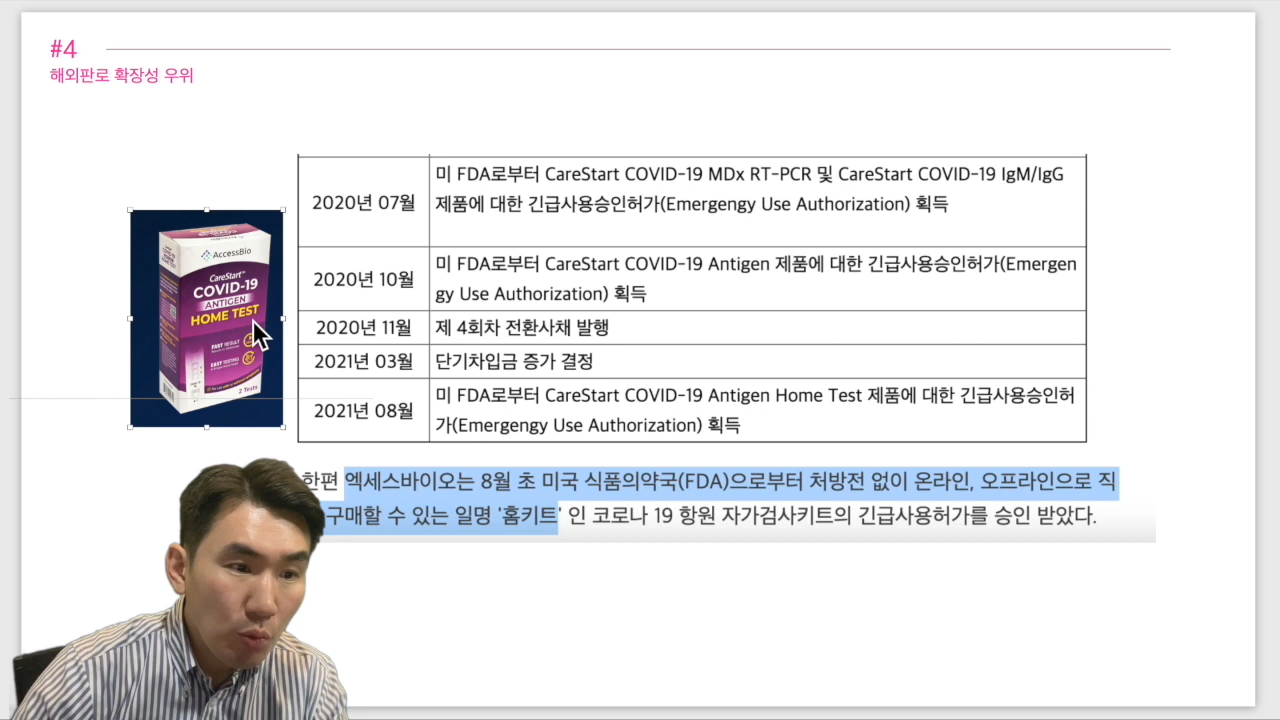 #4
해외판로 확장성 우위
2020년 07월
미 FDA로부터 CareStart COVID-19 MDx RT-PCR 및 CareStart COVID-19 IgM/IgG
제품에 대한 긴급사용승인허가(Emergengy Use Authorization) 획득
2020년 10월
미 FDA로부터 CareStart COVID-19 Antigen 제품에 대한 긴급사용승인허가(Emergen
gy Use Authorization) 획득
2020년 11월
제 4회차 전환사채 발행
2021년 03월
단기차입금 증가 결정
2021년 08월
미 FDA로부터 CareStart COVID-19 Antigen Home Test 제품에 대한 긴급사용승인허
가(Emergengy Use Authorization) 획득
AccessBio
CareStart™
COVID-19
ANTIGEN
HOME TEST
FAST RESULT
EASY TESTING
2 Tests
한편 엑세스바이오는 8월 초 미국 식품의약국(FDA)으로부터 처방전 없이 온라인, 오프라인으로 직
구매할 수 있는 일명 '홈키트' 인 코로나 19 항원 자가검사키트의 긴급사용허가를 승인 받았다.